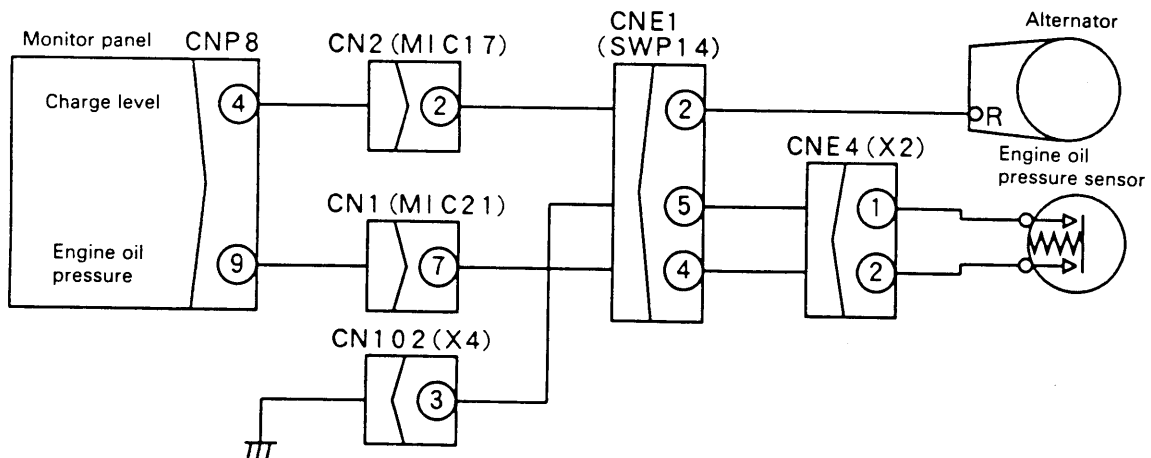 Monitor panel
CNP8
CN2(MIC17)
CNE1
(SWP14)
Alternator
Charge level
4
2
2
R
CNE4(X2)
Engine oil
pressure sensor
CN1(MIC21)
5
1
Engine oil
pressure
9
7
4
2
CN102(X4)
3